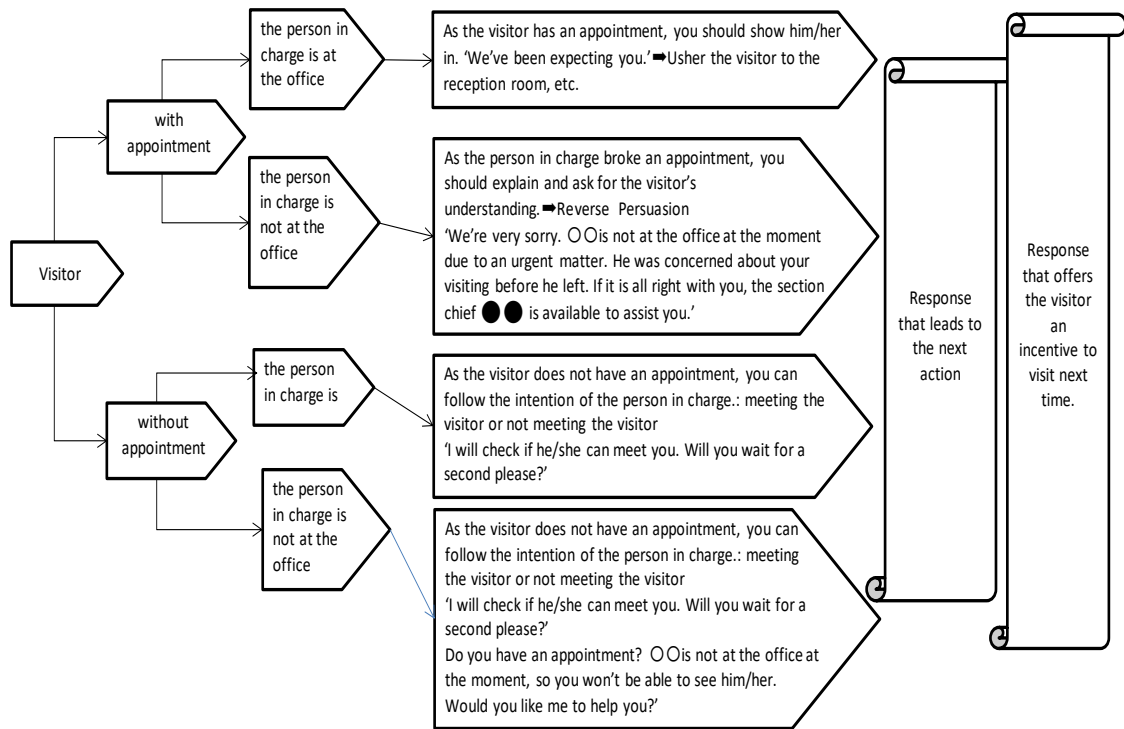 Visitor
with
appointment
the person in
charge is at
the office
As the visitor has an appointment, you should show him/her
in. ‘We’ve been expecting you.’➡Usher the visitor to the
reception room, etc.
the person
in charge is
not at the
office
As the person in charge broke an appointment, you
should explain and ask for the visitor’s
understanding.➡Reverse Persuasion
‘We’re very sorry. ○○is not at the office at the moment
due to an urgent matter. He was concerned about your
visiting before he left. If it is all right with you, the section
chief ●● is available to assist you.’
without
appointment
the person
in charge is
As the visitor does not have an appointment, you can
follow the intention of the person in charge.: meeting the
visitor or not meeting the visitor
‘I will check if he/she can meet you. Will you wait for a
second please?’
the person
in charge is
not at the
office
As the visitor does not have an appointment, you can
follow the intention of the person in charge.: meeting
the visitor or not meeting the visitor
‘I will check if he/she can meet you. Will you wait for a
second please?’
Do you have an appointment? ○○is not at the office at
the moment, so you won’t be able to see him/her.
Would you like me to help you?’
Response
that leads to
the next
action
Response
that offers
the visitor
an
incentive to
visit next
time.